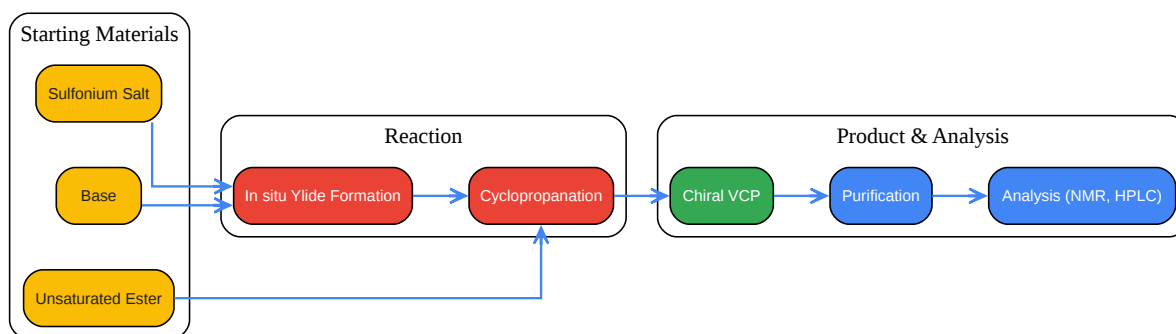 Starting Materials
Sulfonium Salt
Base
Unsaturated Ester
Reaction
In situ Ylide Formation
Cyclopropanation
Product & Analysis
Chiral VCP
Purification
Analysis (NMR, HPLC)